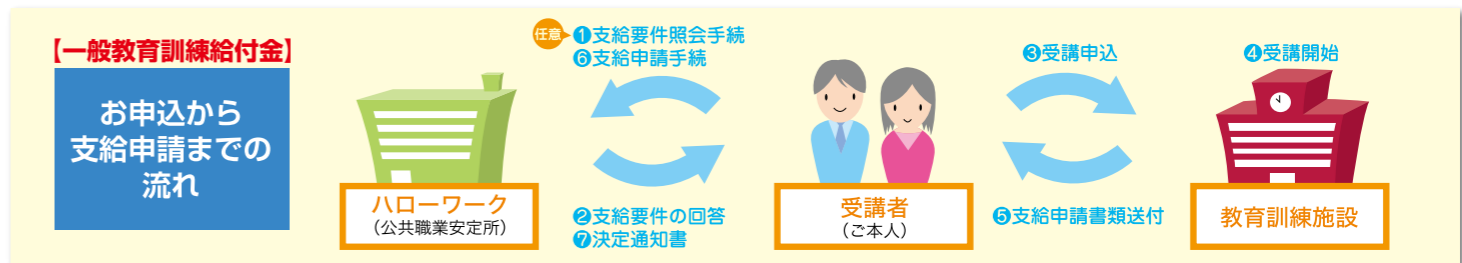 【一般教育訓練給付金】
お申込から
支給申請までの
流れ
任意
❶支給要件照会手続
❻支給申請手続
❸受講申込
❹受講開始
ハローワーク
（公共職業安定所）
❷支給要件の回答
❼決定通知書
受講者
（ご本人）
❺支給申請書類送付
教育訓練施設